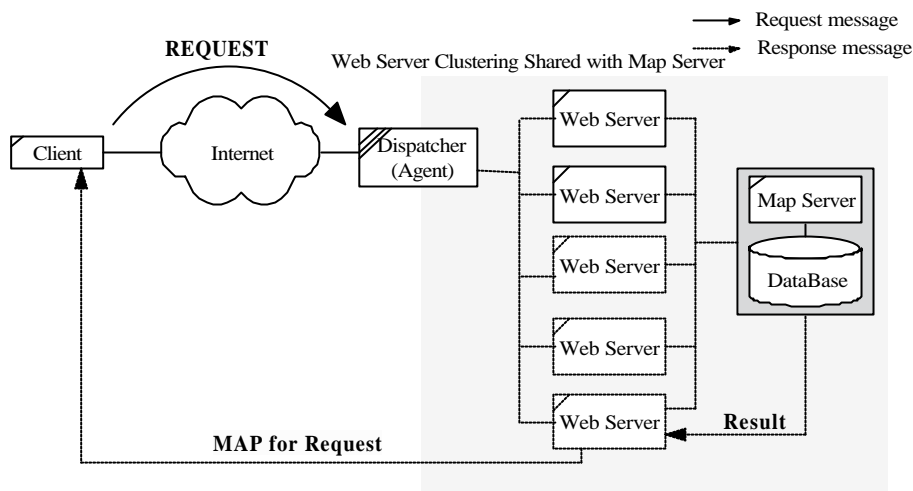 Request message
REQUEST
Response message
Web Server Clustering Shared with Map Server
Web Server
Client
Internet
Dispatcher
(Agent)
Web Server
Map Server
Web Server
DataBase
Web Server
Web Server
Result
MAP for Request